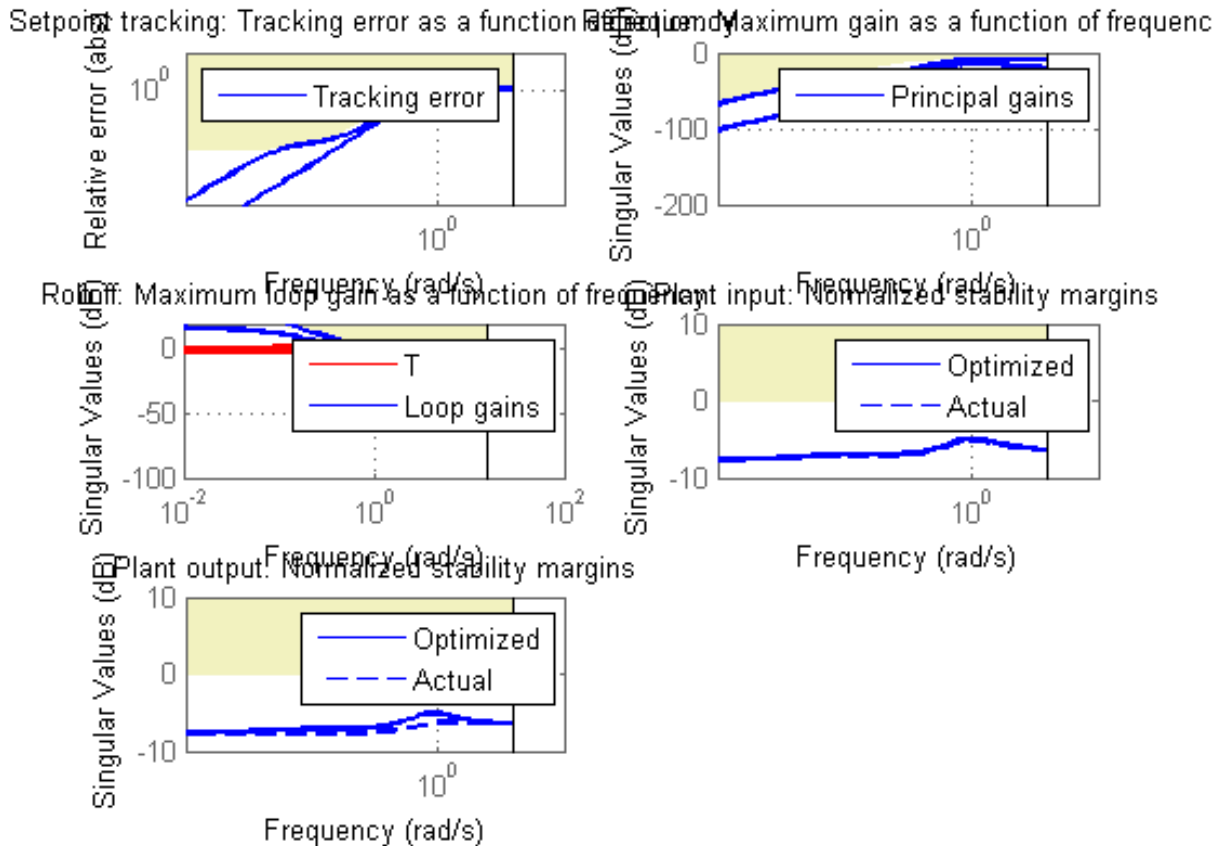 Setpoint tracking: Tracking error as a function of frequency
Maximum gain as a function of frequenc
Relative error (abs)
10^0
Tracking error
10^0
Frequency (rad/s)
Singular Values (dB)
0
-100
-200
Principal gains
10^0
Frequency (rad/s)
Rolloff: Maximum loop gain as a function of frequency
Plant input: Normalized stability margins
Singular Values (dB)
0
-50
-100
T
Loop gains
10^-2
10^0
10^2
Frequency (rad/s)
Singular Values (dB)
10
0
-10
Optimized
Actual
10^0
Frequency (rad/s)
Plant output: Normalized stability margins
Singular Values (dB)
10
0
-10
Optimized
Actual
10^0
Frequency (rad/s)